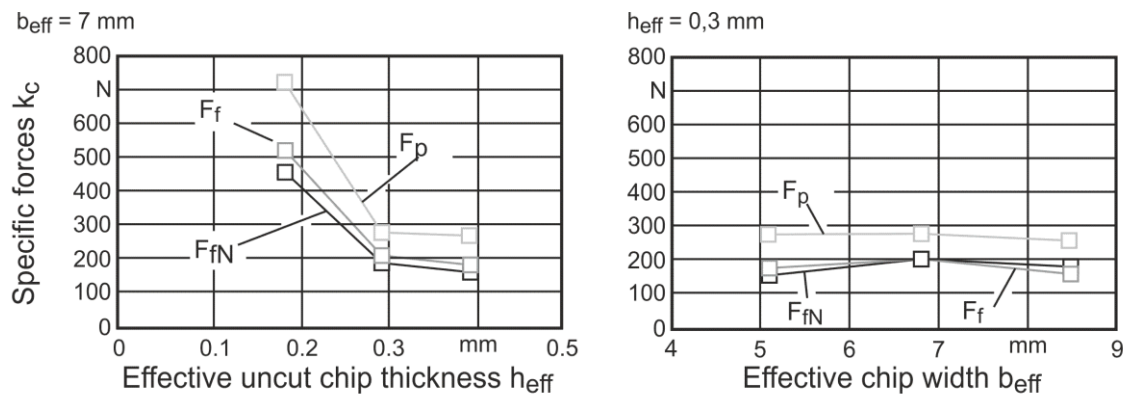 b_eff = 7 mm
h_eff = 0,3 mm
Specific forces k_c
800
N
600
500
400
300
200
100
0
F_f
F_p
F_fN
0
0.1
0.2
0.3
mm
0.5
Effective uncut chip thickness h_eff
800
N
600
500
400
300
200
100
0
F_p
F_fN
F_f
4
5
6
7
mm
9
Effective chip width b_eff